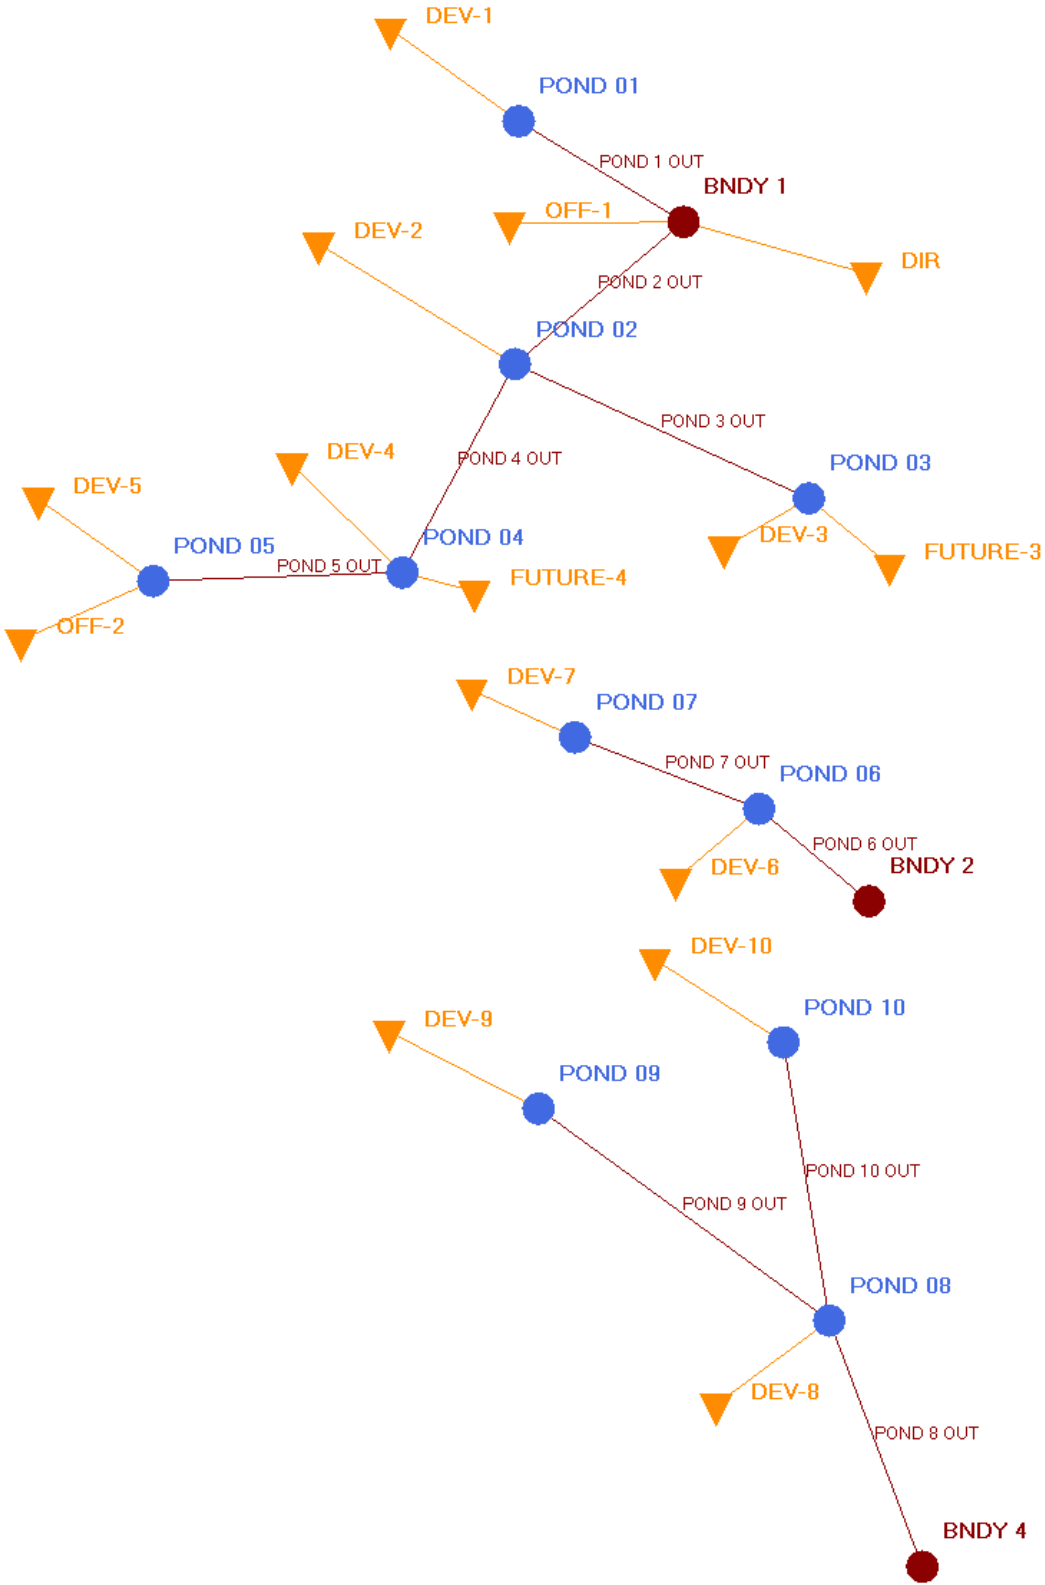 DEV-1
POND 01
POND 1 OUT
BNDY 1
OFF-1
DEV-2
DIR
POND 2 OUT
POND 02
POND 3 OUT
DEV-4
POND 4 OUT
POND 03
DEV-5
DEV-3
POND 04
POND 05
FUTURE-3
POND 5 OUT
FUTURE-4
OFF-2
DEV-7
POND 07
POND 7 OUT
POND 06
POND 6 OUT
BNDY 2
DEV-6
DEV-10
POND 10
DEV-9
POND 09
POND 10 OUT
POND 9 OUT
POND 08
DEV-8
POND 8 OUT
BNDY 4